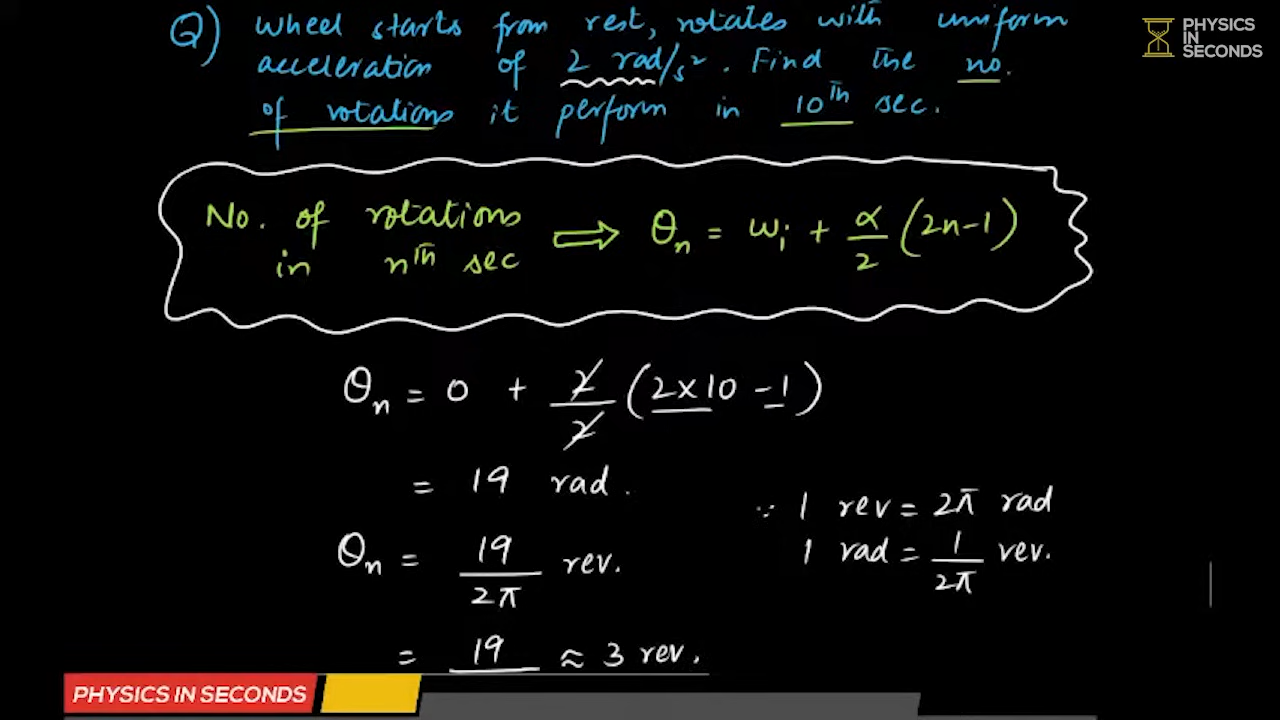 Q) Wheel starts from rest, rotates with uniform
acceleration of 2 rad/s². Find the no.
of rotations it perform in 10th sec.
PHYSICS
IN
SECONDS
No. of rotations
in nth sec
⇒ θn = ωi + α/2 (2n-1)
θn = 0 + 2/2 (2×10 -1)
= 19 rad.
θn = 19/2π rev.
= 19 ≈ 3 rev.
∵ 1 rev = 2π rad
1 rad = 1/2π rev.
PHYSICS IN SECONDS